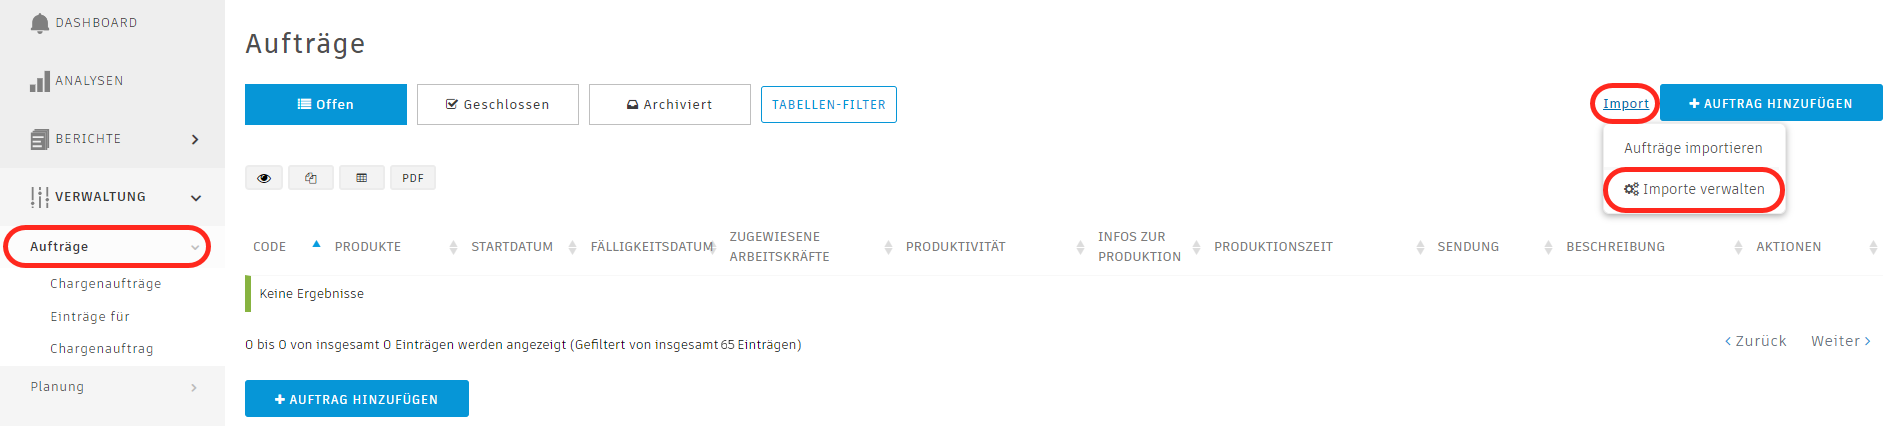 DASHBOARD
ANALYSEN
BERICHTE
VERWALTUNG
Aufträge
Chargenaufträge
Einträge für
Chargenauftrag
Planung
Aufträge
Offen
Geschlossen
Archiviert
TABELLEN-FILTER
Import
+ AUFTRAG HINZUFÜGEN
Aufträge importieren
Importe verwalten
PDF
CODE
PRODUKTE
STARTDATUM
FÄLLIGKEITSDATUM
ZUGEWIESENE
ARBEITSKRÄFTE
PRODUKTIVITÄT
INFOS ZUR
PRODUKTION
PRODUKTIONSZEIT
SENDUNG
BESCHREIBUNG
AKTIONEN
Keine Ergebnisse
0 bis 0 von insgesamt 0 Einträgen werden angezeigt (Gefiltert von insgesamt 65 Einträgen)
< Zurück
Weiter >
+ AUFTRAG HINZUFÜGEN